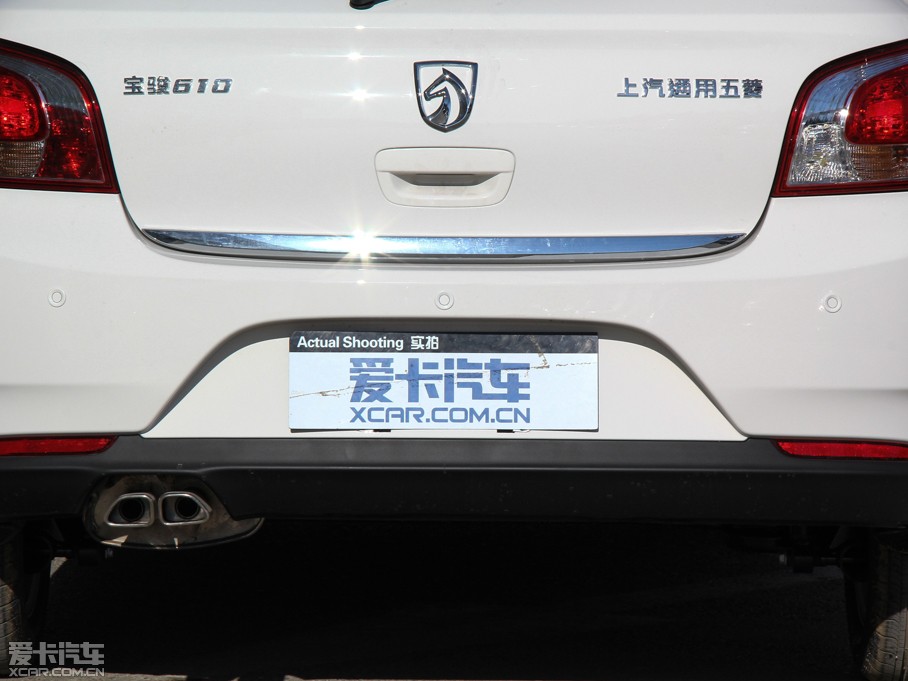 宝骏610
上汽通用五菱
Actual Shooting 实拍
爱卡汽车
XCAR.COM.CN
爱卡汽车
XCAR.COM.CN